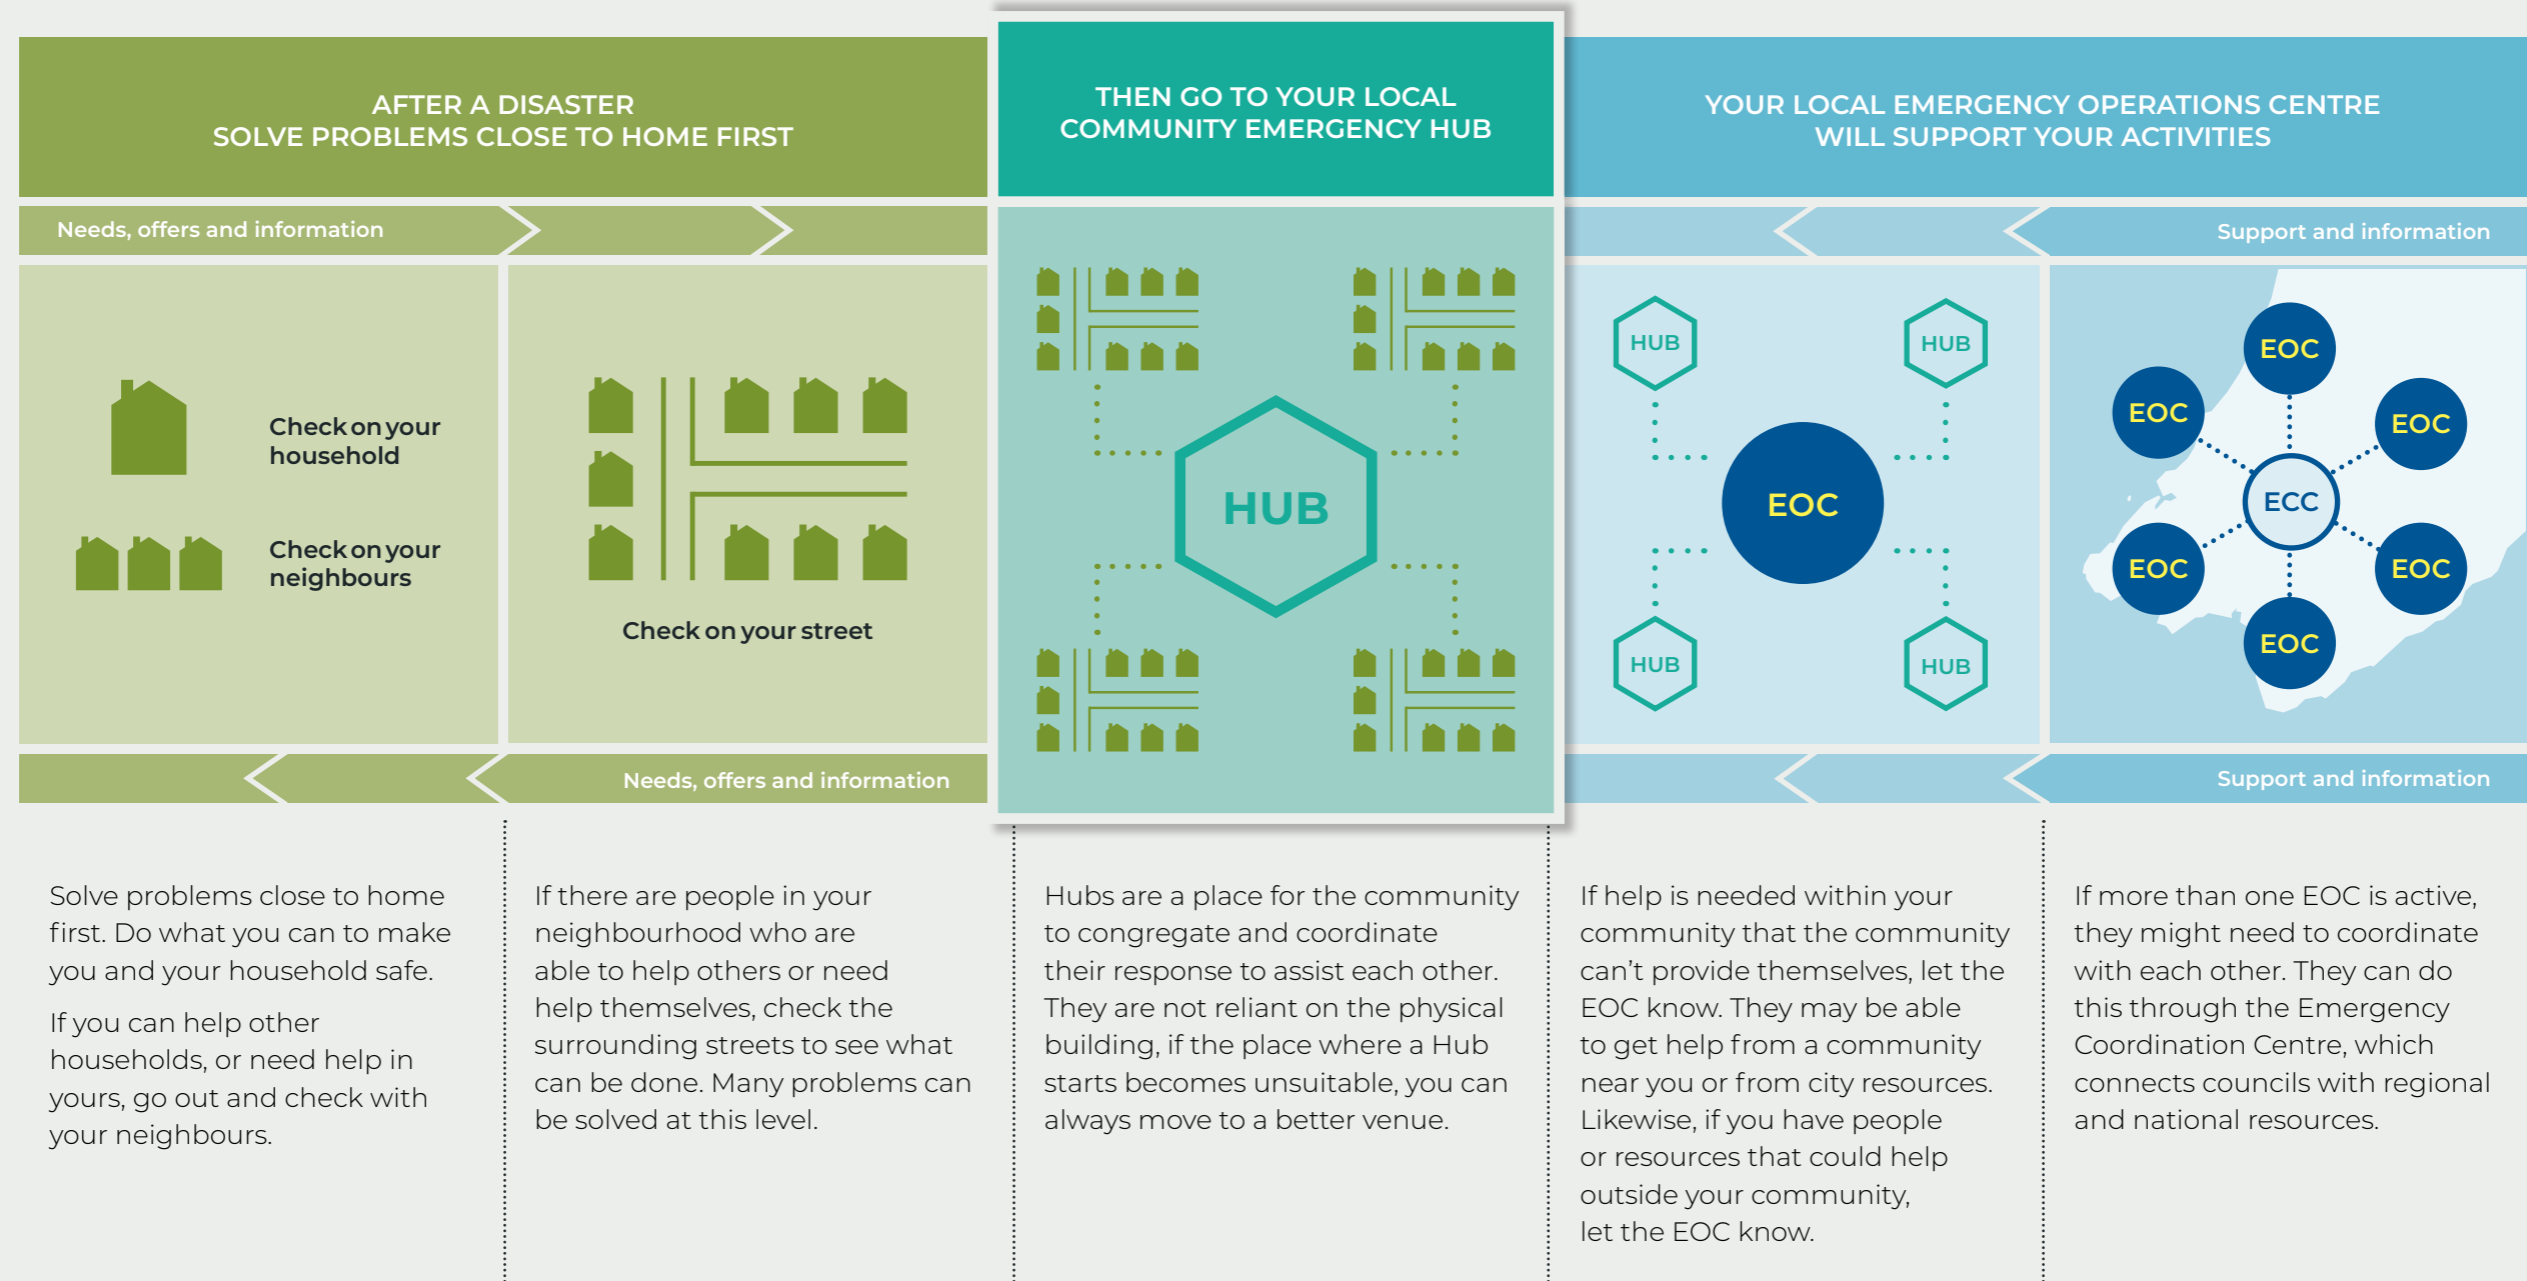 AFTER A DISASTER
SOLVE PROBLEMS CLOSE TO HOME FIRST
THEN GO TO YOUR LOCAL
COMMUNITY EMERGENCY HUB
YOUR LOCAL EMERGENCY OPERATIONS CENTRE
WILL SUPPORT YOUR ACTIVITIES
Needs, offers and information
Support and information
Check on your
household
Check on your
neighbours
Check on your street
HUB
HUB
HUB
EOC
HUB
HUB
EOC
EOC
EOC
ECC
EOC
EOC
EOC
Needs, offers and information
Support and information
Solve problems close to home
first. Do what you can to make
you and your household safe.
If you can help other
households, or need help in
yours, go out and check with
your neighbours.
If there are people in your
neighbourhood who are
able to help others or need
help themselves, check the
surrounding streets to see what
can be done. Many problems can
be solved at this level.
Hubs are a place for the community
to congregate and coordinate
their response to assist each other.
They are not reliant on the physical
building, if the place where a Hub
starts becomes unsuitable, you can
always move to a better venue.
If help is needed within your
community that the community
can’t provide themselves, let the
EOC know. They may be able
to get help from a community
near you or from city resources.
Likewise, if you have people
or resources that could help
outside your community,
let the EOC know.
If more than one EOC is active,
they might need to coordinate
with each other. They can do
this through the Emergency
Coordination Centre, which
connects councils with regional
and national resources.